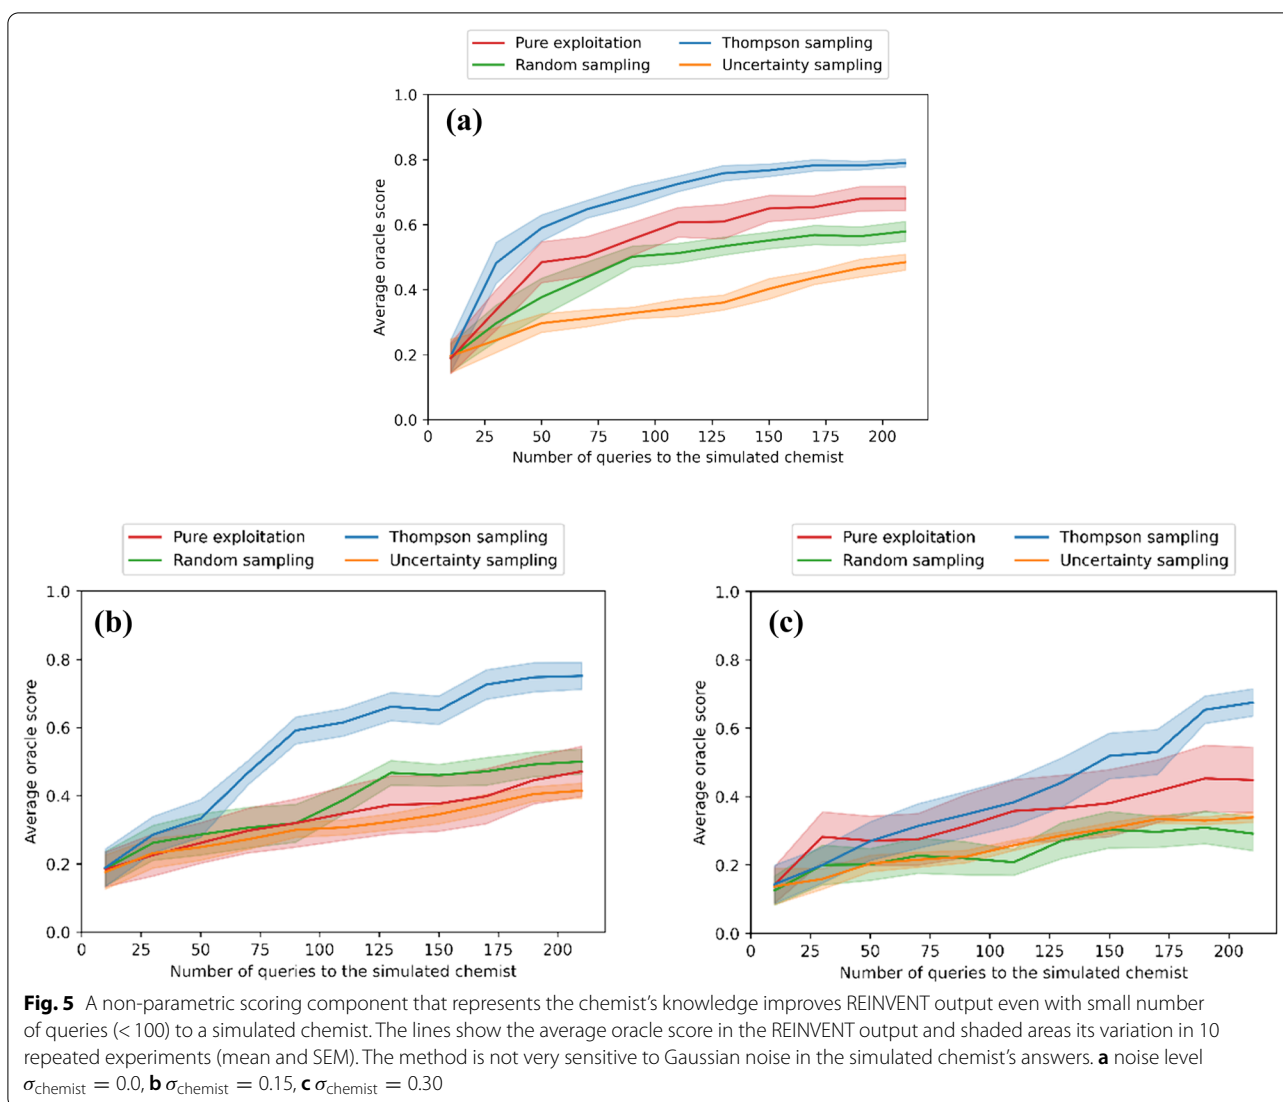 Pure exploitation Thompson sampling
Random sampling Uncertainty sampling
(a)
Average oracle score
1.0
0.8
0.6
0.4
0.2
0.0
0 25 50 75 100 125 150 175 200
Number of queries to the simulated chemist
Pure exploitation Thompson sampling
Random sampling Uncertainty sampling
(b)
Average oracle score
1.0
0.8
0.6
0.4
0.2
0.0
0 25 50 75 100 125 150 175 200
Number of queries to the simulated chemist
Pure exploitation Thompson sampling
Random sampling Uncertainty sampling
(c)
Average oracle score
1.0
0.8
0.6
0.4
0.2
0.0
0 25 50 75 100 125 150 175 200
Number of queries to the simulated chemist
Fig. 5 A non-parametric scoring component that represents the chemist's knowledge improves REINVENT output even with small number
of queries (< 100) to a simulated chemist. The lines show the average oracle score in the REINVENT output and shaded areas its variation in 10
repeated experiments (mean and SEM). The method is not very sensitive to Gaussian noise in the simulated chemist's answers. a noise level
σchemist = 0.0, b σchemist = 0.15, c σchemist = 0.30